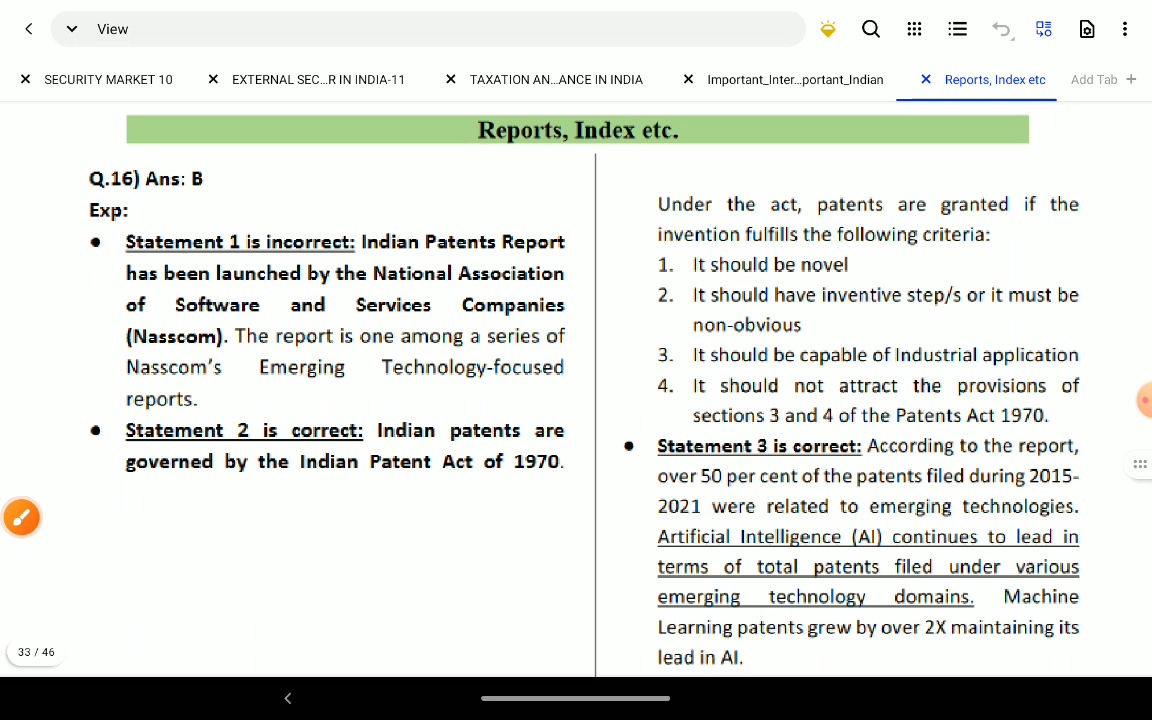 View
SECURITY MARKET 10
EXTERNAL SEC...R IN INDIA-11
TAXATION AN...ANCE IN INDIA
Important_Inter...portant_Indian
Reports, Index etc
Add Tab +
Reports, Index etc.
Q.16) Ans: B
Exp:
● Statement 1 is incorrect: Indian Patents Report
has been launched by the National Association
of Software and Services Companies
(Nasscom). The report is one among a series of
Nasscom's Emerging Technology-focused
reports.
● Statement 2 is correct: Indian patents are
governed by the Indian Patent Act of 1970.
Under the act, patents are granted if the
invention fulfills the following criteria:
1. It should be novel
2. It should have inventive step/s or it must be
non-obvious
3. It should be capable of Industrial application
4. It should not attract the provisions of
sections 3 and 4 of the Patents Act 1970.
● Statement 3 is correct: According to the report,
over 50 per cent of the patents filed during 2015-
2021 were related to emerging technologies.
Artificial Intelligence (AI) continues to lead in
terms of total patents filed under various
emerging technology domains. Machine
Learning patents grew by over 2X maintaining its
lead in AI.
33 / 46